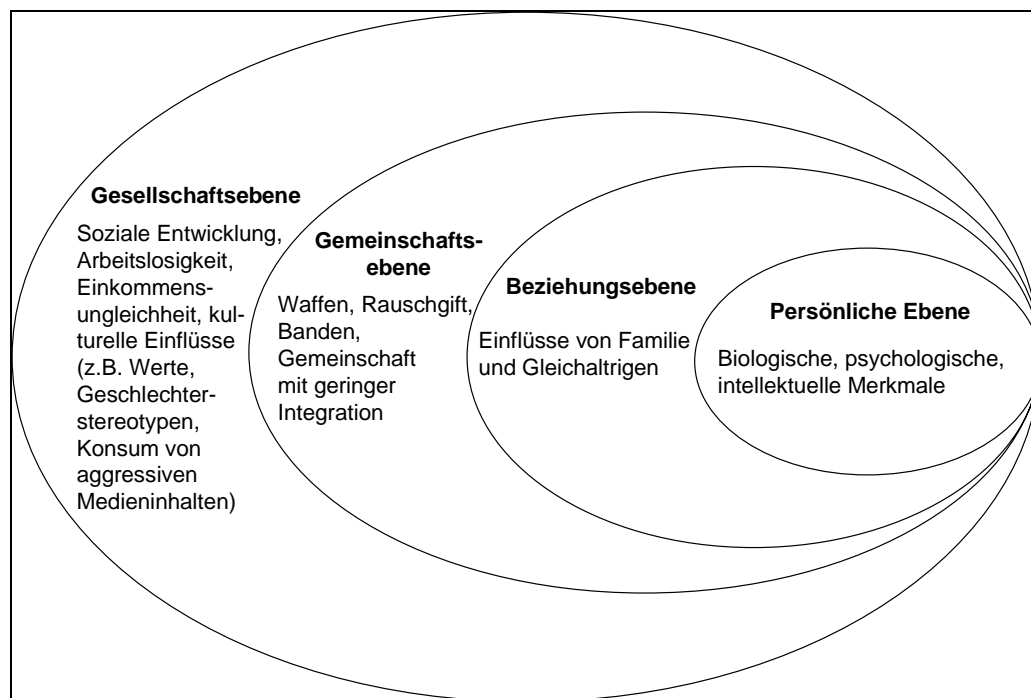 Gesellschaftsebene
Soziale Entwicklung,
Arbeitslosigkeit,
Einkommens-
ungleichheit, kul-
turelle Einflüsse
(z.B. Werte,
Geschlechter-
stereotypen,
Konsum von
aggressiven
Medieninhalten)
Gemeinschafts-
ebene
Waffen, Rauschgift,
Banden,
Gemeinschaft
mit geringer
Integration
Beziehungsebene
Einflüsse von Familie
und Gleichaltrigen
Persönliche Ebene
Biologische, psychologische,
intellektuelle Merkmale